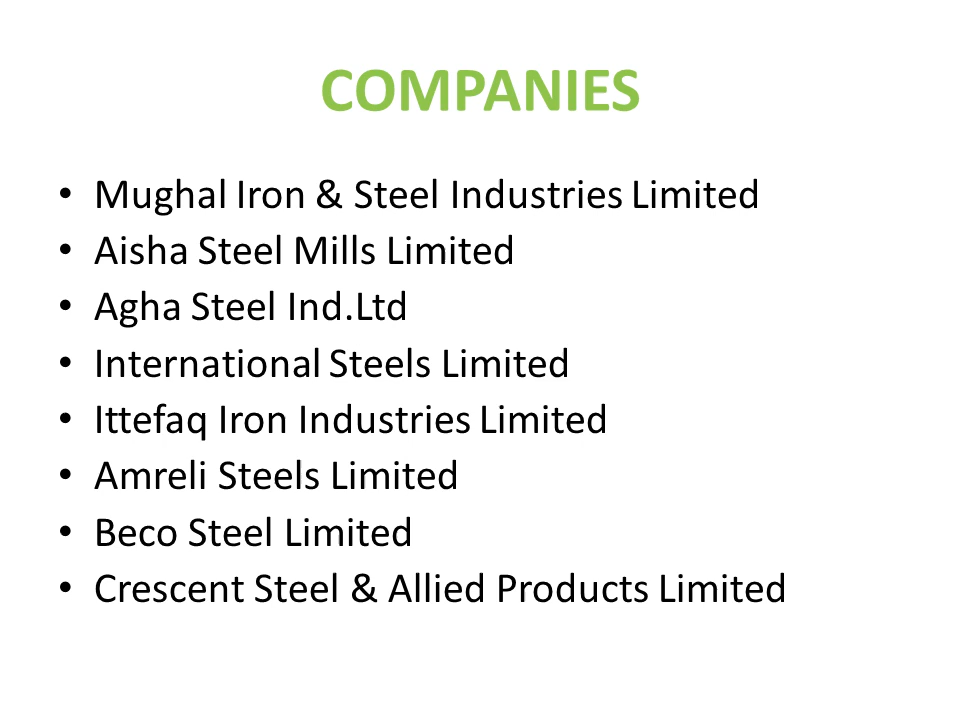 COMPANIES
• Mughal Iron & Steel Industries Limited
• Aisha Steel Mills Limited
• Agha Steel Ind.Ltd
• International Steels Limited
• Ittefaq Iron Industries Limited
• Amreli Steels Limited
• Beco Steel Limited
• Crescent Steel & Allied Products Limited